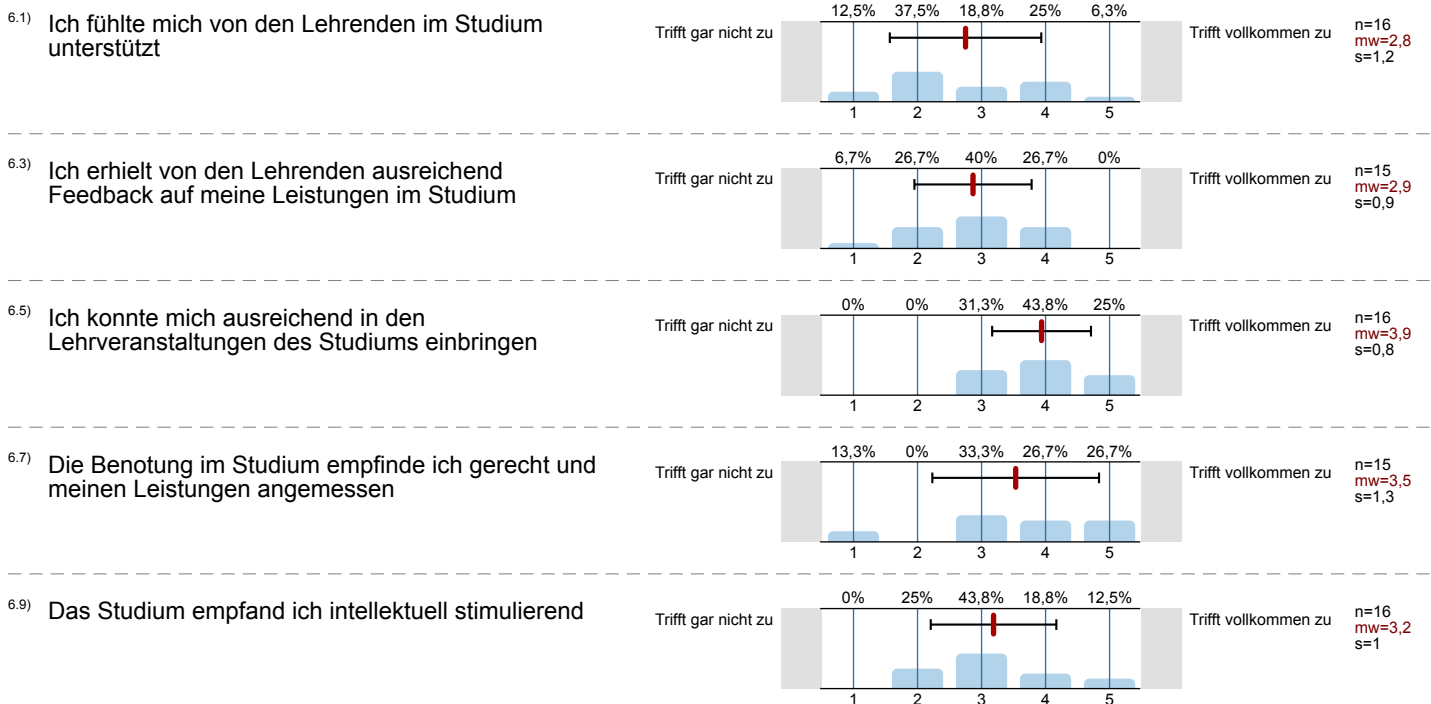 6.1) Ich fühlte mich von den Lehrenden im Studium
unterstützt
Trifft gar nicht zu
12,5% 37,5% 18,8% 25% 6,3%
1 2 3 4 5
Trifft vollkommen zu
n=16
mw=2,8
s=1,2
6.3) Ich erhielt von den Lehrenden ausreichend
Feedback auf meine Leistungen im Studium
Trifft gar nicht zu
6,7% 26,7% 40% 26,7% 0%
1 2 3 4 5
Trifft vollkommen zu
n=15
mw=2,9
s=0,9
6.5) Ich konnte mich ausreichend in den
Lehrveranstaltungen des Studiums einbringen
Trifft gar nicht zu
0% 0% 31,3% 43,8% 25%
1 2 3 4 5
Trifft vollkommen zu
n=16
mw=3,9
s=0,8
6.7) Die Benotung im Studium empfinde ich gerecht und
meinen Leistungen angemessen
Trifft gar nicht zu
13,3% 0% 33,3% 26,7% 26,7%
1 2 3 4 5
Trifft vollkommen zu
n=15
mw=3,5
s=1,3
6.9) Das Studium empfand ich intellektuell stimulierend
Trifft gar nicht zu
0% 25% 43,8% 18,8% 12,5%
1 2 3 4 5
Trifft vollkommen zu
n=16
mw=3,2
s=1